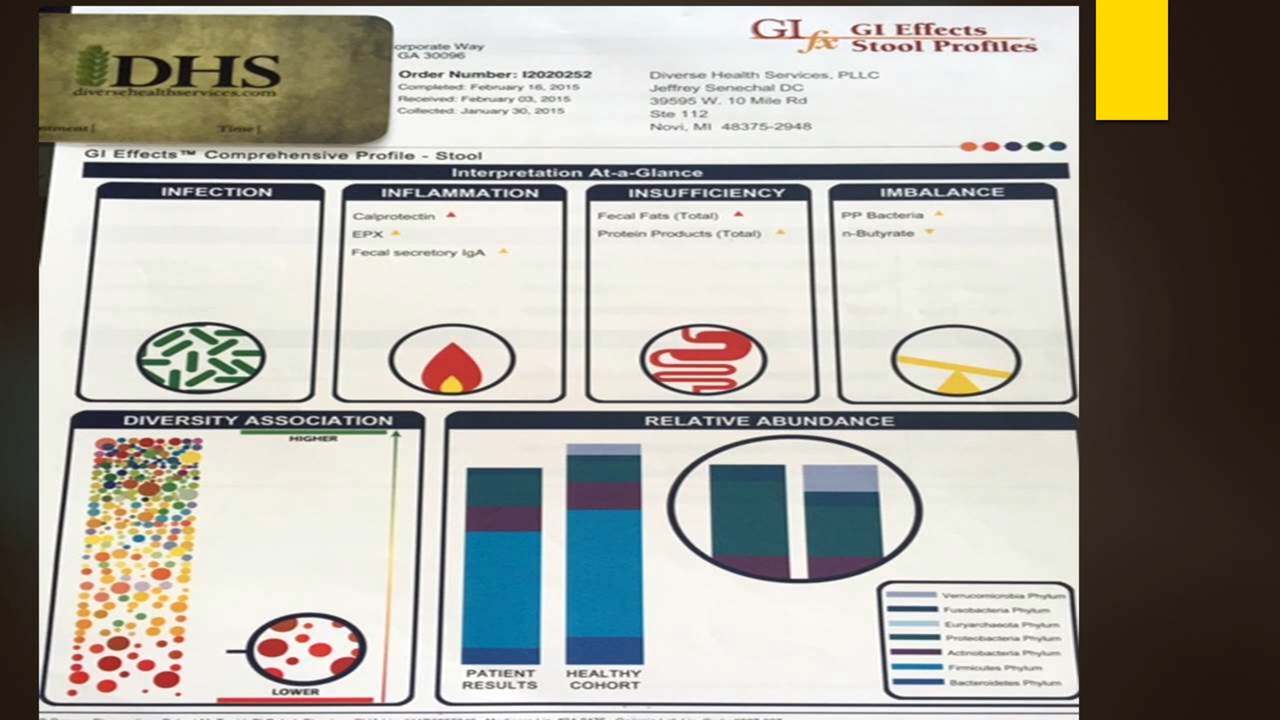 DHS
diversehealthservices.com
Time
orporate Way
GA 30096
Order Number: I2020252
Completed: February 16, 2015
Received: February 03, 2015
Collected: January 30, 2015
GI fx GI Effects
Stool Profiles
Diverse Health Services, PLLC
Jeffrey Senechal DC
39595 W. 10 Mile Rd
Ste 112
Novi, MI 48375-2948
GI Effects™ Comprehensive Profile - Stool
Interpretation At-a-Glance
INFECTION
INFLAMMATION
Calprotectin
EPX
Fecal secretory IgA
INSUFFICIENCY
Fecal Fats (Total)
Protein Products (Total)
IMBALANCE
PP Bacteria
n-Butyrate
DIVERSITY ASSOCIATION
HIGHER
LOWER
RELATIVE ABUNDANCE
PATIENT
RESULTS
HEALTHY
COHORT
Verrucomicrobia Phylum
Fusobacteria Phylum
Euryarchaeota Phylum
Proteobacteria Phylum
Actinobacteria Phylum
Firmicutes Phylum
Bacteroidetes Phylum